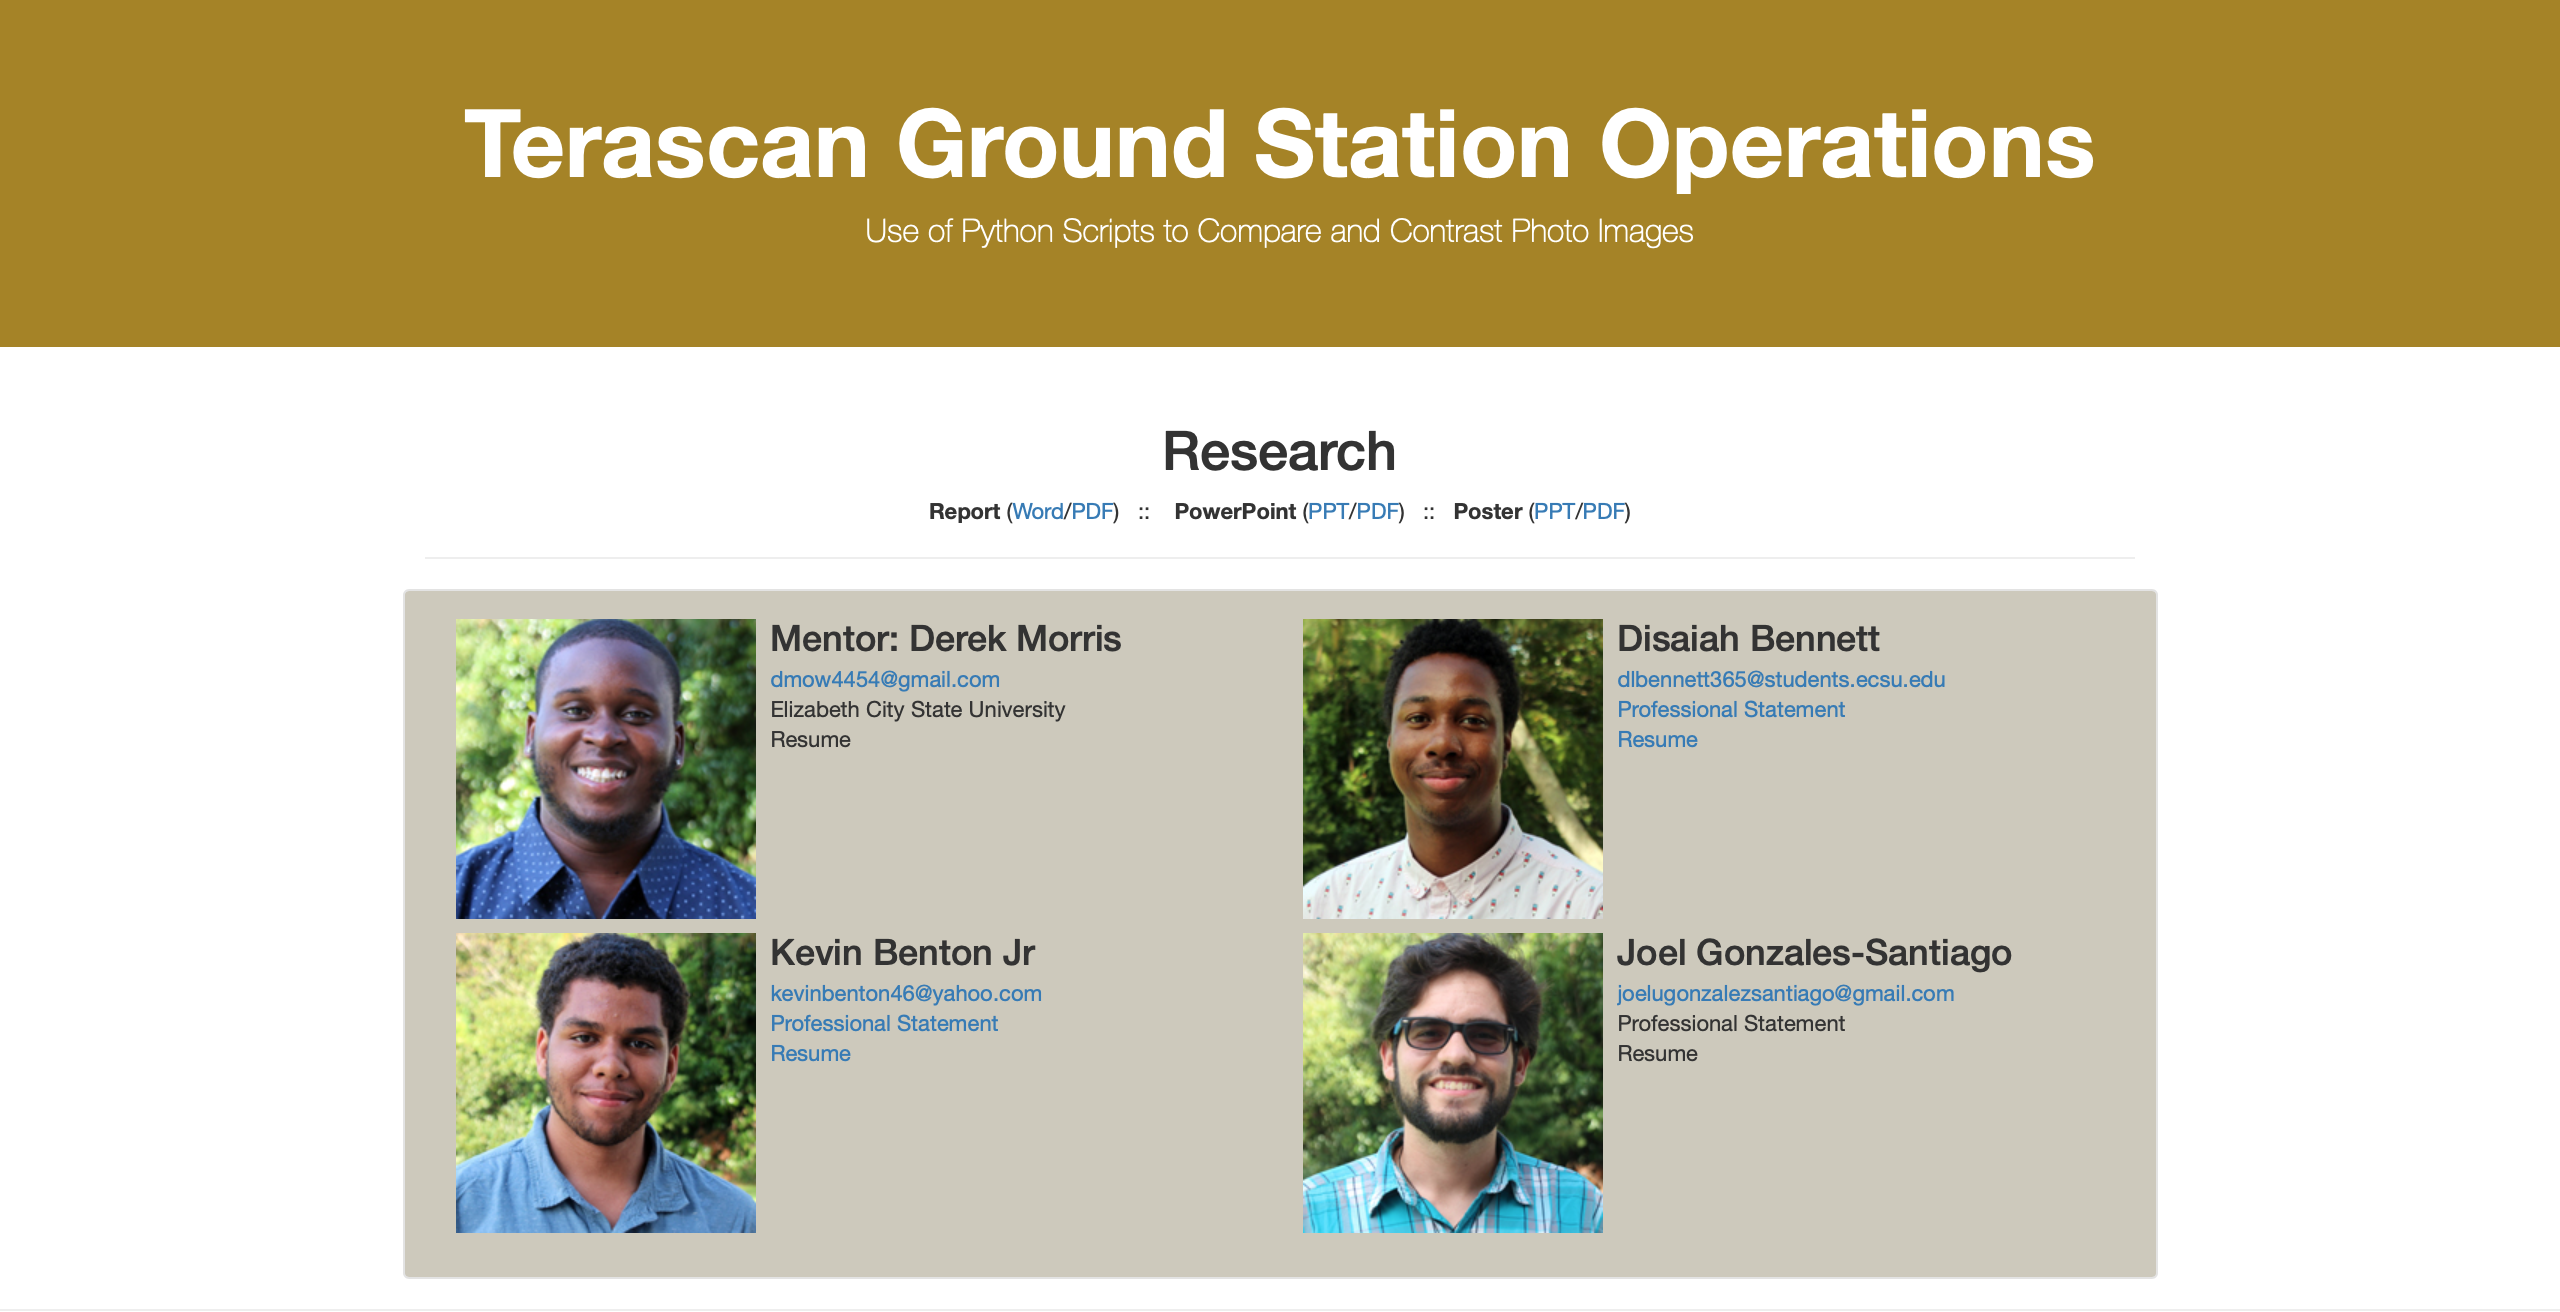 Terascan Ground Station Operations
Use of Python Scripts to Compare and Contrast Photo Images
Research
Report (Word/PDF) :: PowerPoint (PPT/PDF) :: Poster (PPT/PDF)
Mentor: Derek Morris
dmow4454@gmail.com
Elizabeth City State University
Resume
Disaiah Bennett
dlbennett365@students.ecsu.edu
Professional Statement
Resume
Kevin Benton Jr
kevinbenton46@yahoo.com
Professional Statement
Resume
Joel Gonzales-Santiago
joelugonzalezsantiago@gmail.com
Professional Statement
Resume